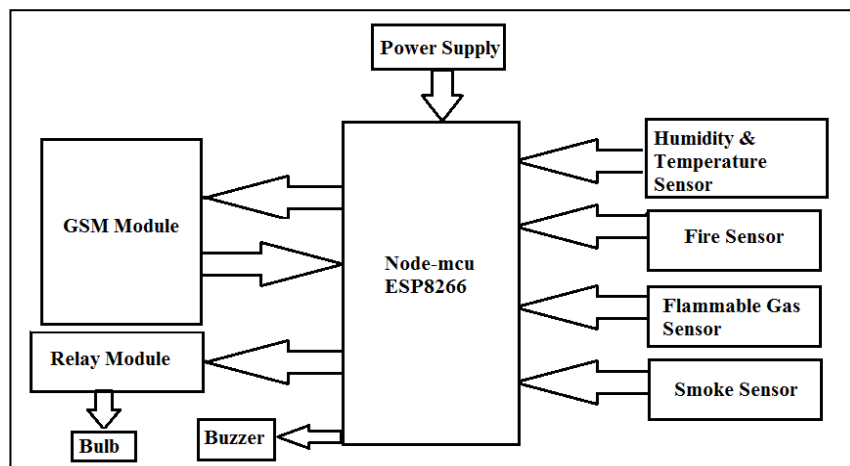 Power Supply
Humidity &
Temperature
Sensor
GSM Module
Fire Sensor
Node-mcu
ESP8266
Flammable Gas
Sensor
Relay Module
Smoke Sensor
Buzzer
Bulb